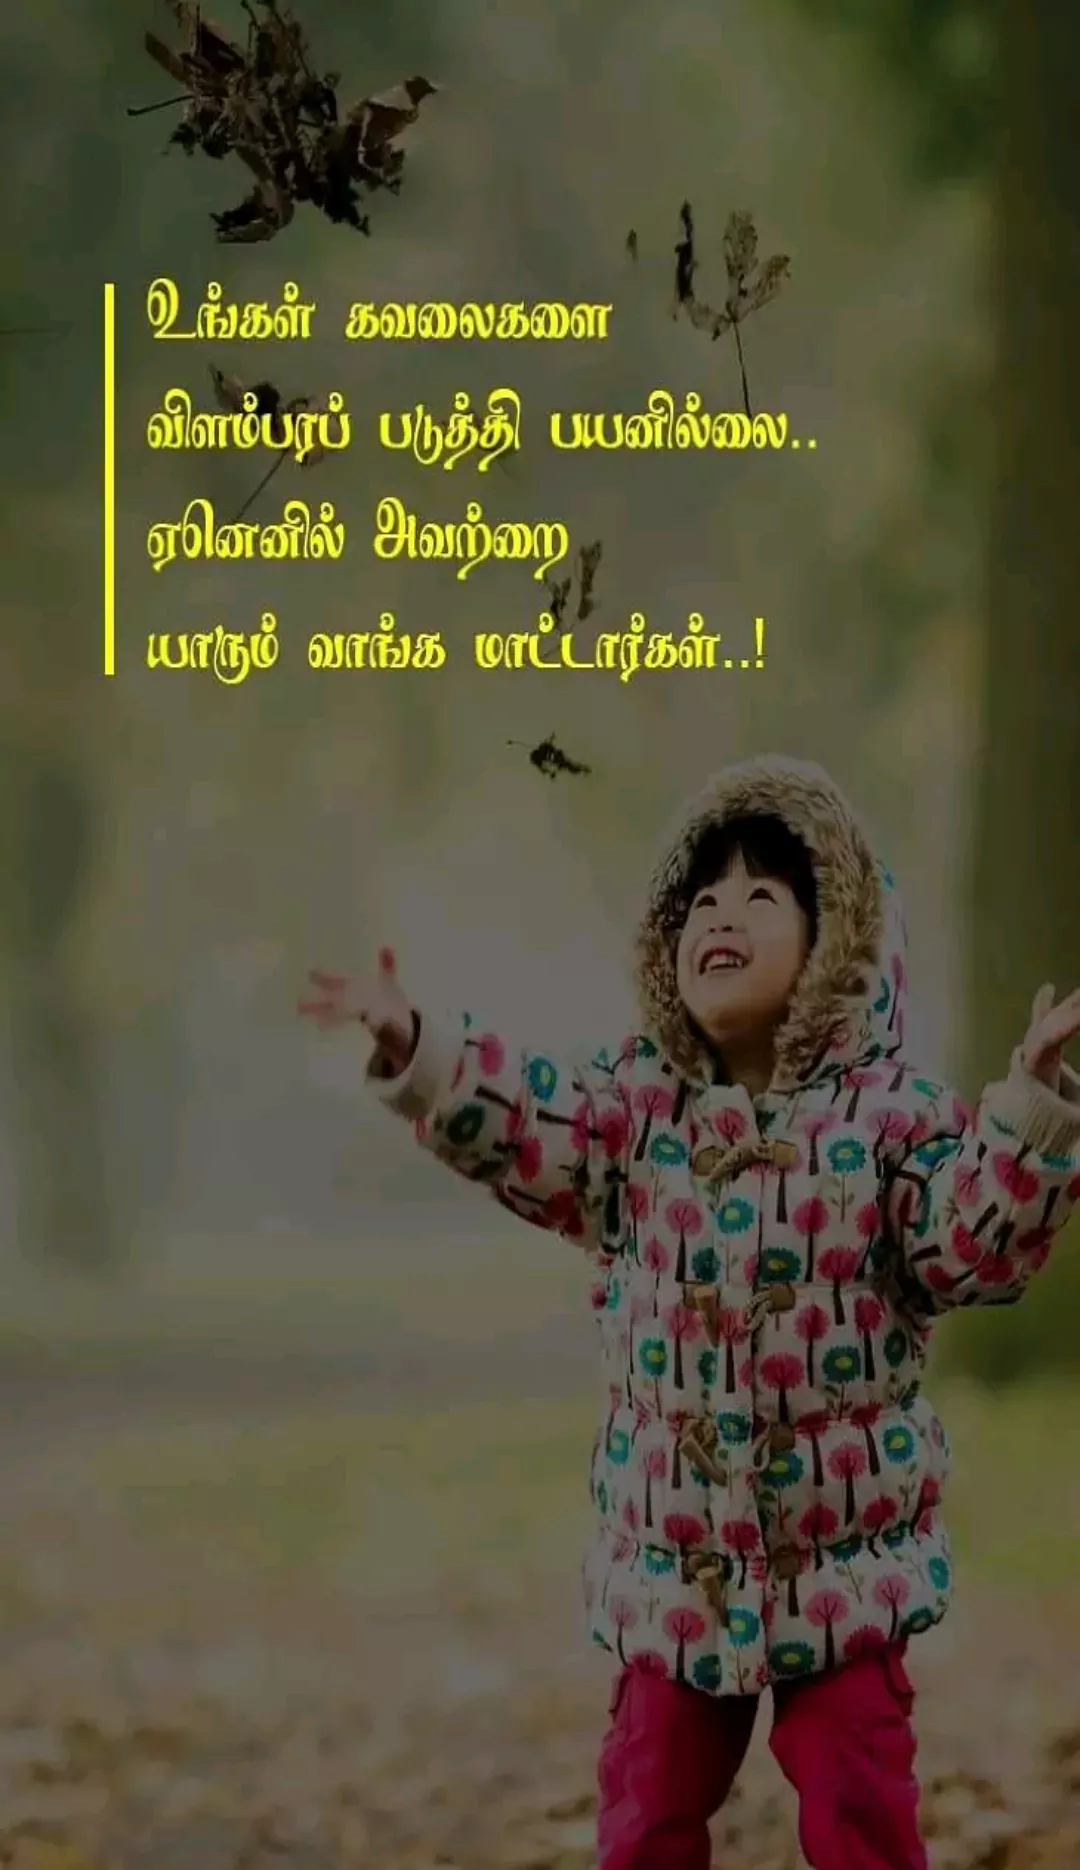 உங்கள் கவலைகளை
விளம்பரப் படுத்தி பயனில்லை..
ஏனெனில் அவற்றை
யாரும் வாங்க மாட்டார்கள்..!